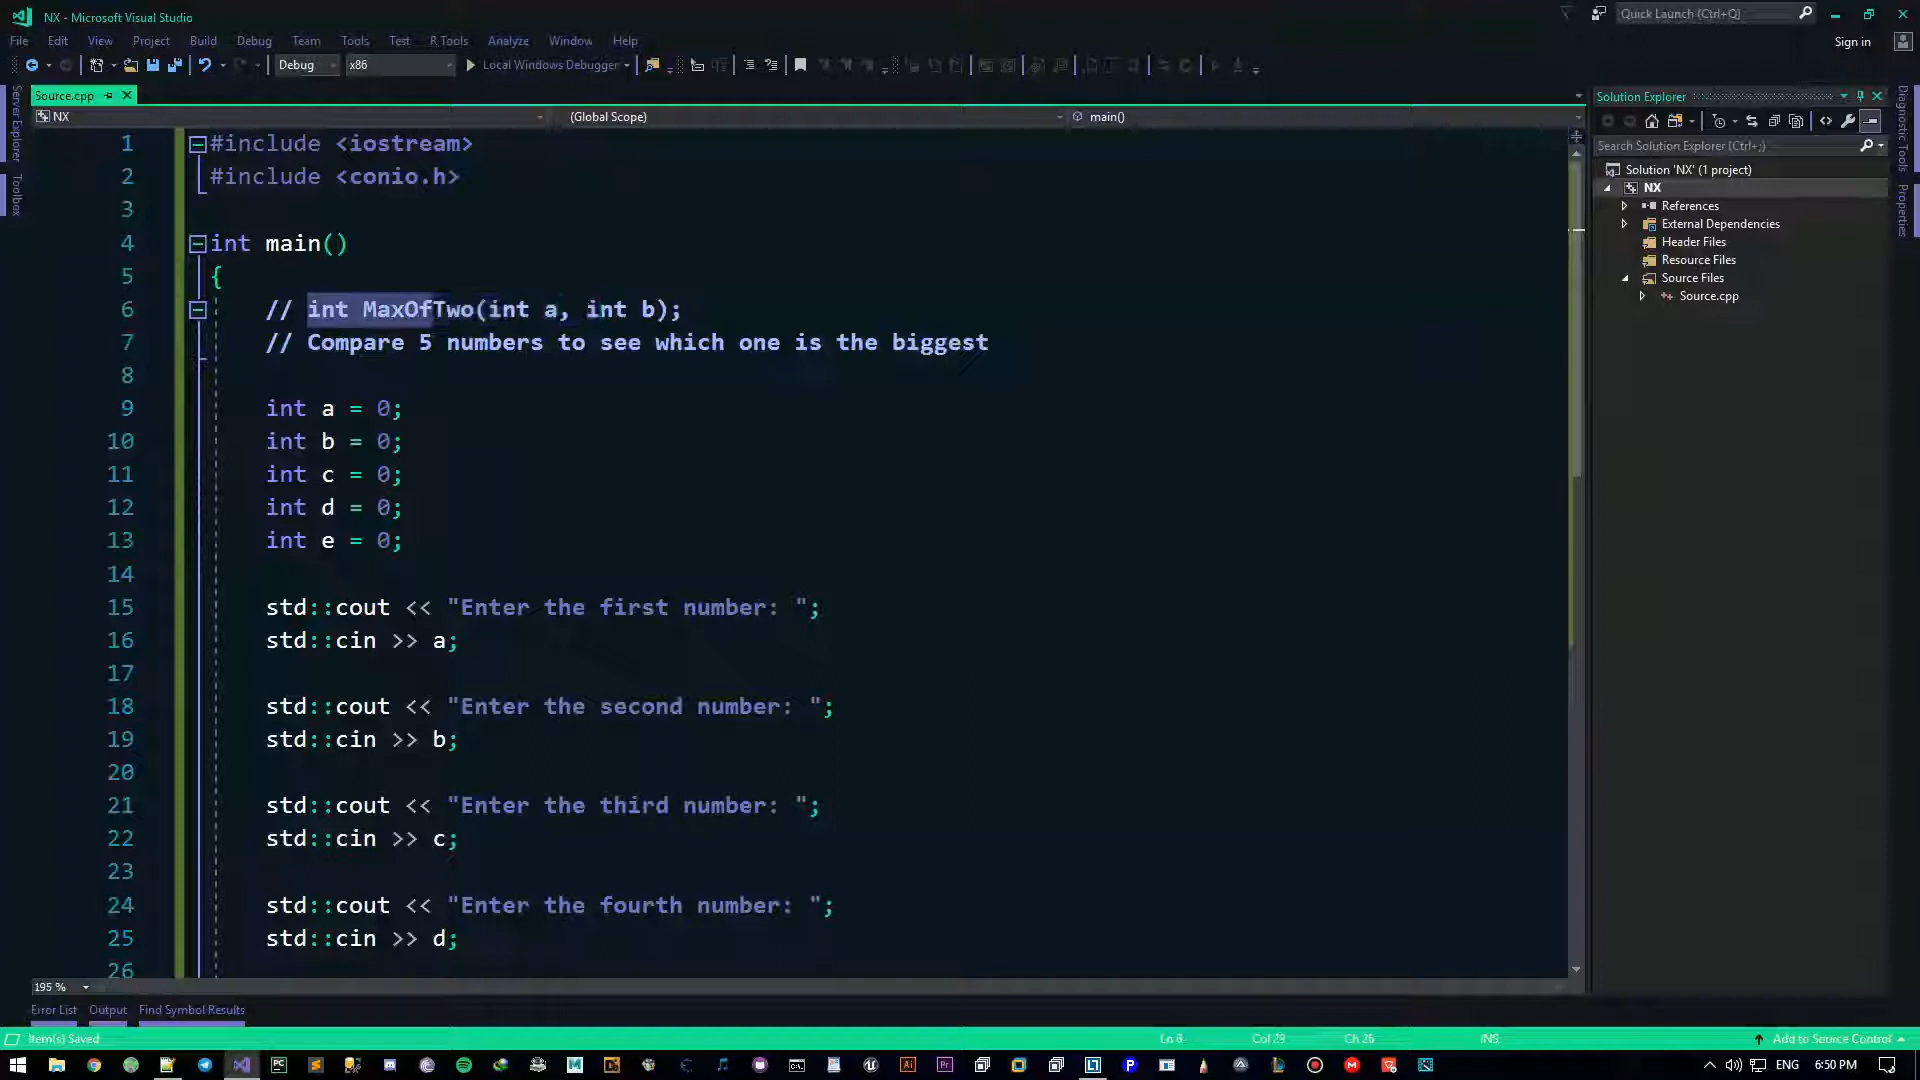 NX - Microsoft Visual Studio
Quick Launch (Ctrl+Q)
File Edit View Project Build Debug Team Tools Test R Tools Analyze Window Help
Sign in
Debug x86 Local Windows Debugger
Source.cpp
NX (Global Scope) main()
Server Explorer
Toolbox
1 #include <iostream>
2 #include <conio.h>
3
4 int main()
5 {
6 // int MaxOfTwo(int a, int b);
7 // Compare 5 numbers to see which one is the biggest
8
9 int a = 0;
10 int b = 0;
11 int c = 0;
12 int d = 0;
13 int e = 0;
14
15 std::cout << "Enter the first number: ";
16 std::cin >> a;
17
18 std::cout << "Enter the second number: ";
19 std::cin >> b;
20
21 std::cout << "Enter the third number: ";
22 std::cin >> c;
23
24 std::cout << "Enter the fourth number: ";
25 std::cin >> d;
26
195 %
Solution Explorer
Search Solution Explorer (Ctrl+;)
Solution 'NX' (1 project)
NX
References
External Dependencies
Header Files
Resource Files
Source Files
Source.cpp
Diagnostic Tools
Properties
Error List Output Find Symbol Results
Item(s) Saved Col 29 Ch 26 INS Add to Source Control
ENG 6:50 PM